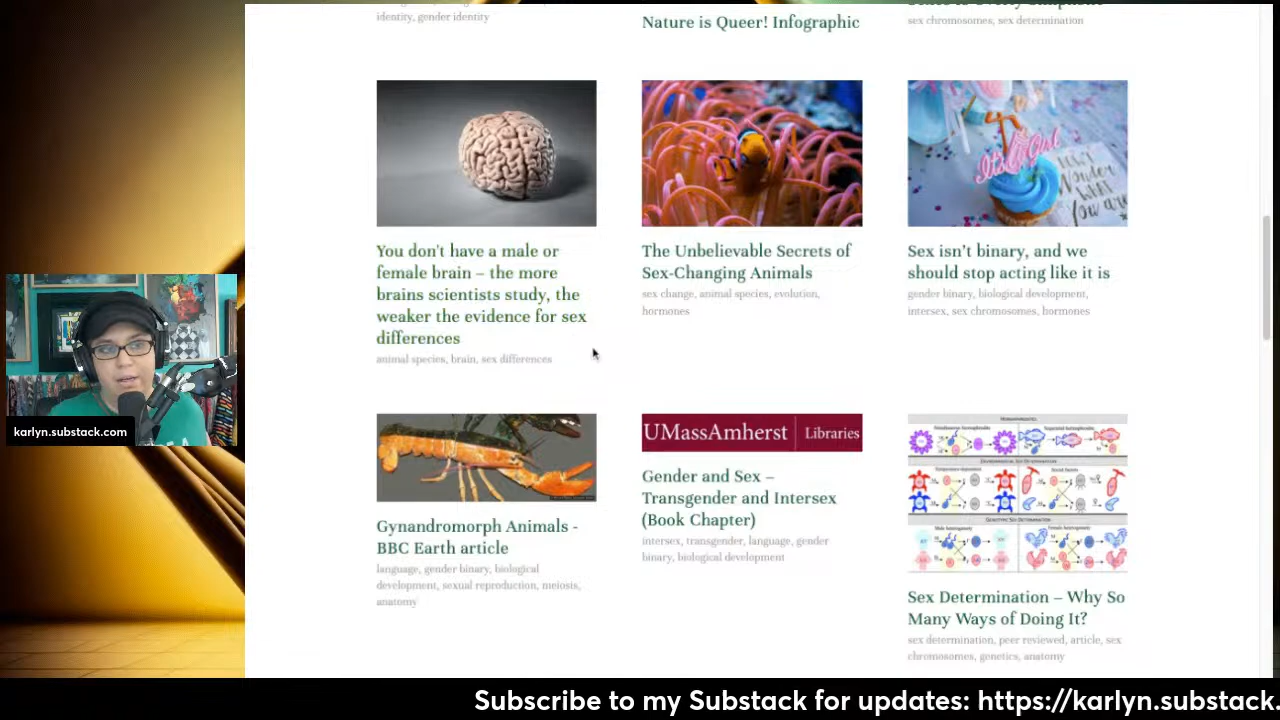 identity, gender identity
Nature is Queer! Infographic
sex chromosomes, sex determination
It's a Girl
You don't have a male or
female brain – the more
brains scientists study, the
weaker the evidence for sex
differences
animal species, brain, sex differences
The Unbelievable Secrets of
Sex-Changing Animals
sex change, animal species, evolution,
hormones
Sex isn't binary, and we
should stop acting like it is
gender binary, biological development,
intersex, sex chromosomes, hormones
karlyn.substack.com
UMassAmherst Libraries
Gynandromorph Animals -
BBC Earth article
language, gender binary, biological
development, sexual reproduction, meiosis,
anatomy
Gender and Sex –
Transgender and Intersex
(Book Chapter)
intersex, transgender, language, gender
binary, biological development
Sex Determination – Why So
Many Ways of Doing It?
sex determination, peer reviewed, article, sex
chromosomes, genetics, anatomy
Subscribe to my Substack for updates: https://karlyn.substack.